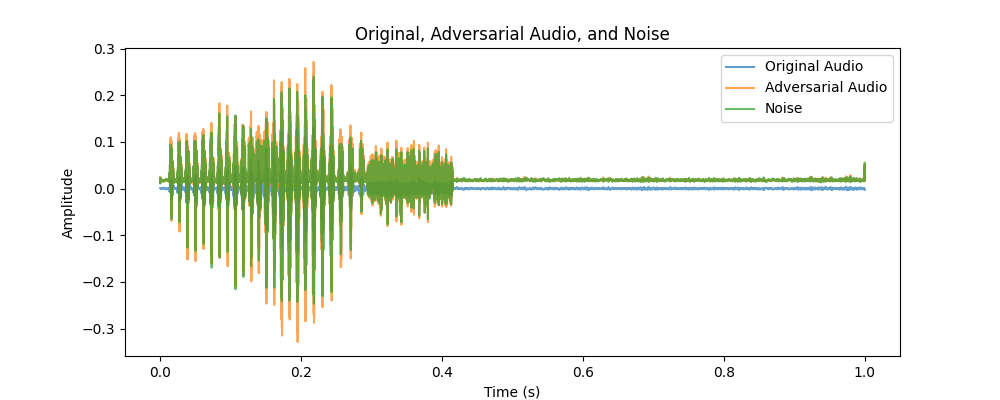 Original, Adversarial Audio, and Noise
Original Audio
Adversarial Audio
Noise
Amplitude
0.3
0.2
0.1
0.0
−0.1
−0.2
−0.3
0.0
0.2
0.4
0.6
0.8
1.0
Time (s)